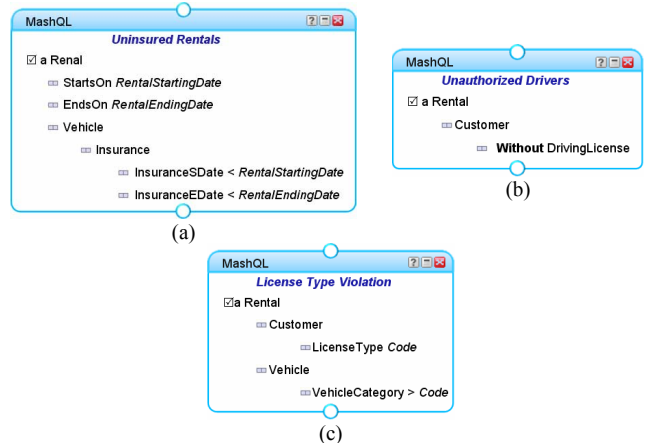 MashQL
Uninsured Rentals
a Renal
StartsOn RentalStartingDate
EndsOn RentalEndingDate
Vehicle
Insurance
InsuranceSDate < RentalStartingDate
InsuranceEDate < RentalEndingDate
(a)
MashQL
Unauthorized Drivers
a Rental
Customer
Without DrivingLicense
(b)
MashQL
License Type Violation
a Rental
Customer
LicenseType Code
Vehicle
VehicleCategory > Code
(c)